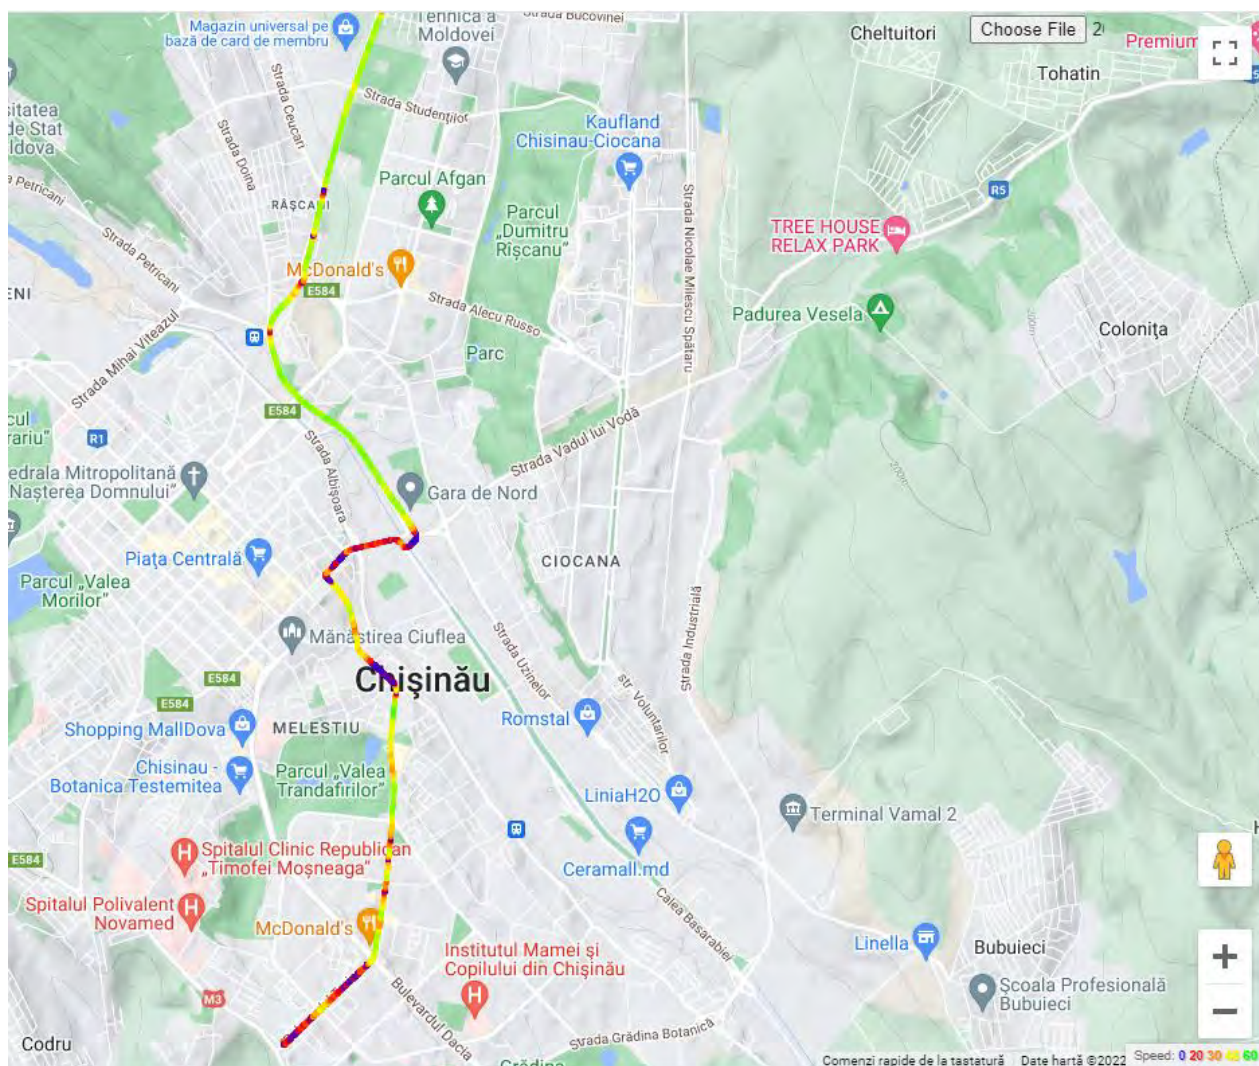 Magazin universal pe
bază de card de membru
Tehnica a
Moldovei
Strada Bucovinei
Cheltuitori
Choose File
Premium
Tohatin
Strada Studenților
Strada Ceucari
Strada Doina
de Stat
Kaufland
Chisinau-Ciocana
Parcul Afgan
RÂȘCANI
Parcul
„Dumitru
Rîșcanu"
Strada Nicolae Milescu Spătaru
R5
TREE HOUSE
RELAX PARK
Strada Petricani
McDonald's
E584
Strada Alecu Russo
Padurea Vesela
200m
Colonița
Strada Mihai Viteazul
Parc
E584
R1
Strada Vadul lui Vodă
Strada Albișoara
Mitropolitană
Nașterea Domnului"
Gara de Nord
200m
Piața Centrală
CIOCANA
Parcul „Valea
Morilor"
Mănăstirea Ciuflea
Strada Uzinelor
Strada Industrială
Chișinău
E584
E584
str. Voluntarilor
Shopping MallDova
MELESTIU
Romstal
Chisinau -
Botanica Testemitea
Parcul „Valea
Trandafirilor"
LiniaH2O
Terminal Vamal 2
E584
Spitalul Clinic Republican
„Timofei Moșneaga"
Ceramall.md
Spitalul Polivalent
Novamed
McDonald's
Calea Basarabiei
Linella
Bubuieci
Institutul Mamei și
Copilului din Chișinău
Școala Profesională
Bubuieci
M3
Bulevardul Dacia
Strada Grădina Botanică
Codru
Grădina
Comenzi rapide de la tastatură
Date hartă ©2022
Speed: 0 20 30 45 60